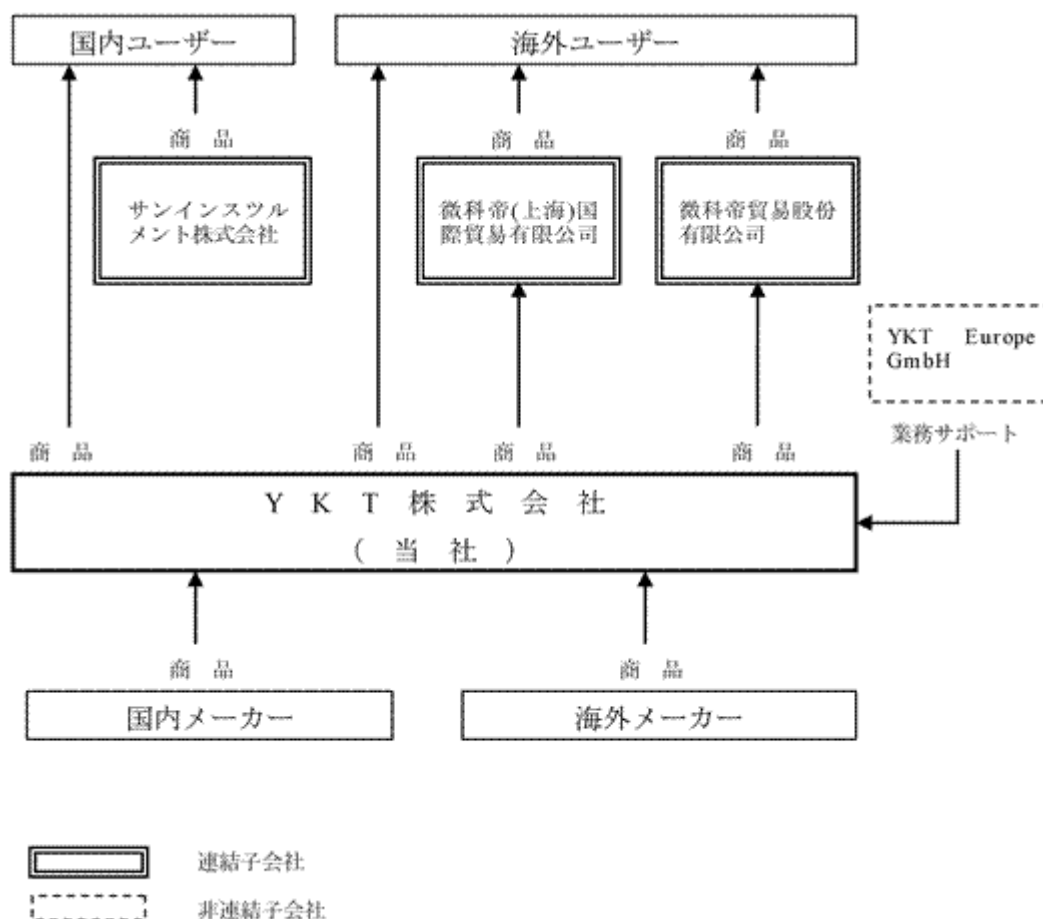 国内ユーザー
海外ユーザー
商 品
商 品
商 品
サンインスツル
メント株式会社
微科帝(上海)国
際貿易有限公司
微科帝貿易股份
有限公司
YKT Europe
GmbH
業務サポート
商 品
商 品
商 品
商 品
Y K T 株 式 会 社
( 当 社 )
商 品
商 品
国内メーカー
海外メーカー
連結子会社
非連結子会社